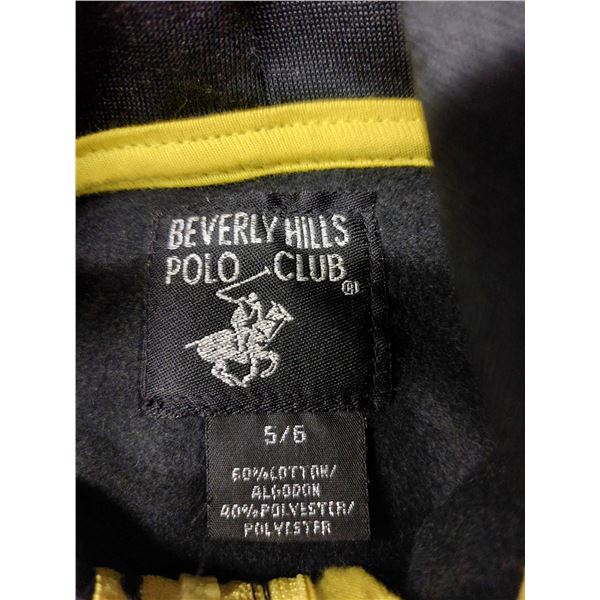 BEVERLY HILLS
POLO CLUB ®
5/6
60% COTTON/
ALGODON
40% POLYESTER/
POLYESTER